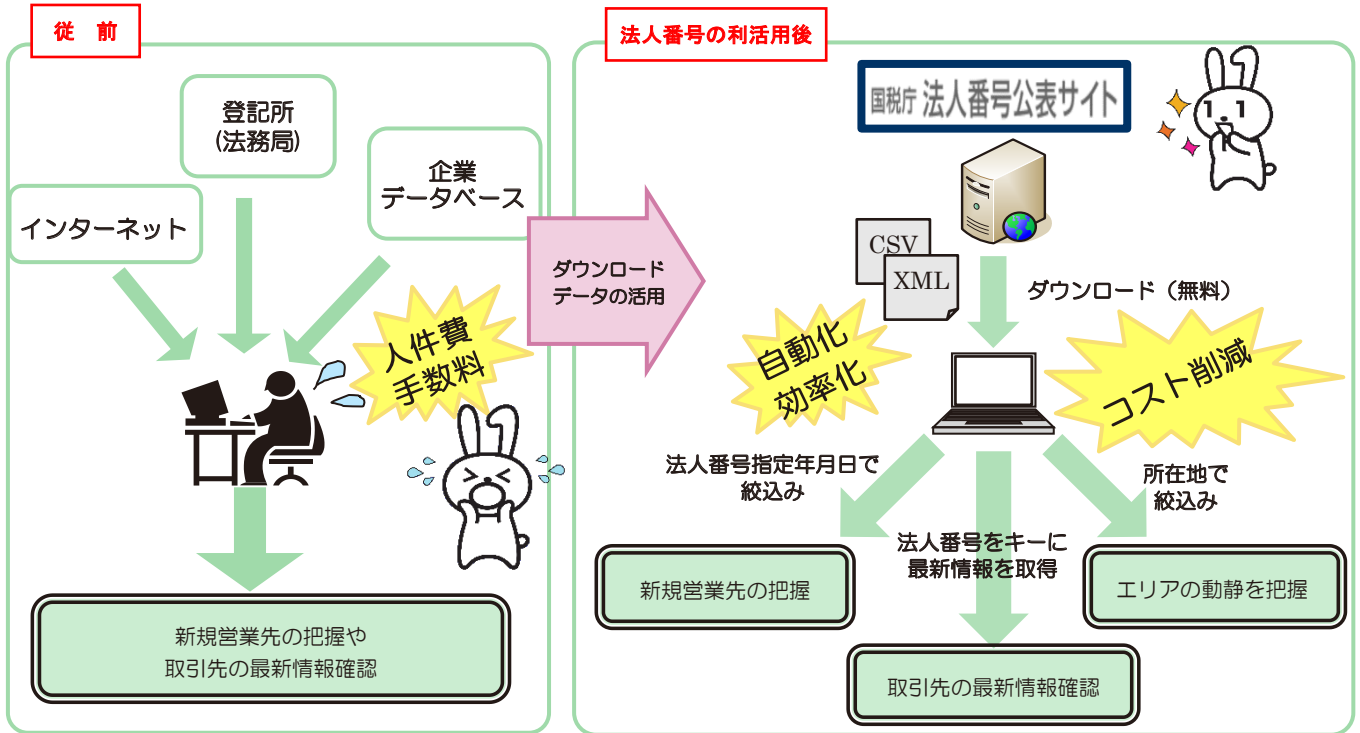 従 前
登記所
(法務局)
企業
データベース
インターネット
人件費
手数料
新規営業先の把握や
取引先の最新情報確認
ダウンロード
データの活用
法人番号の利活用後
国税庁 法人番号公表サイト
1 1
CSV
XML
ダウンロード（無料）
自動化
効率化
コスト削減
法人番号指定年月日で
絞込み
所在地で
絞込み
法人番号をキーに
最新情報を取得
新規営業先の把握
エリアの動静を把握
取引先の最新情報確認